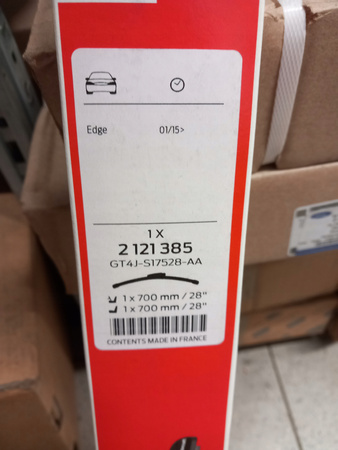 Edge 01/15>
1 X
2 121 385
GT4J-S17528-AA
1 x 700 mm / 28"
1 x 700 mm / 28"
CONTENTS MADE IN FRANCE